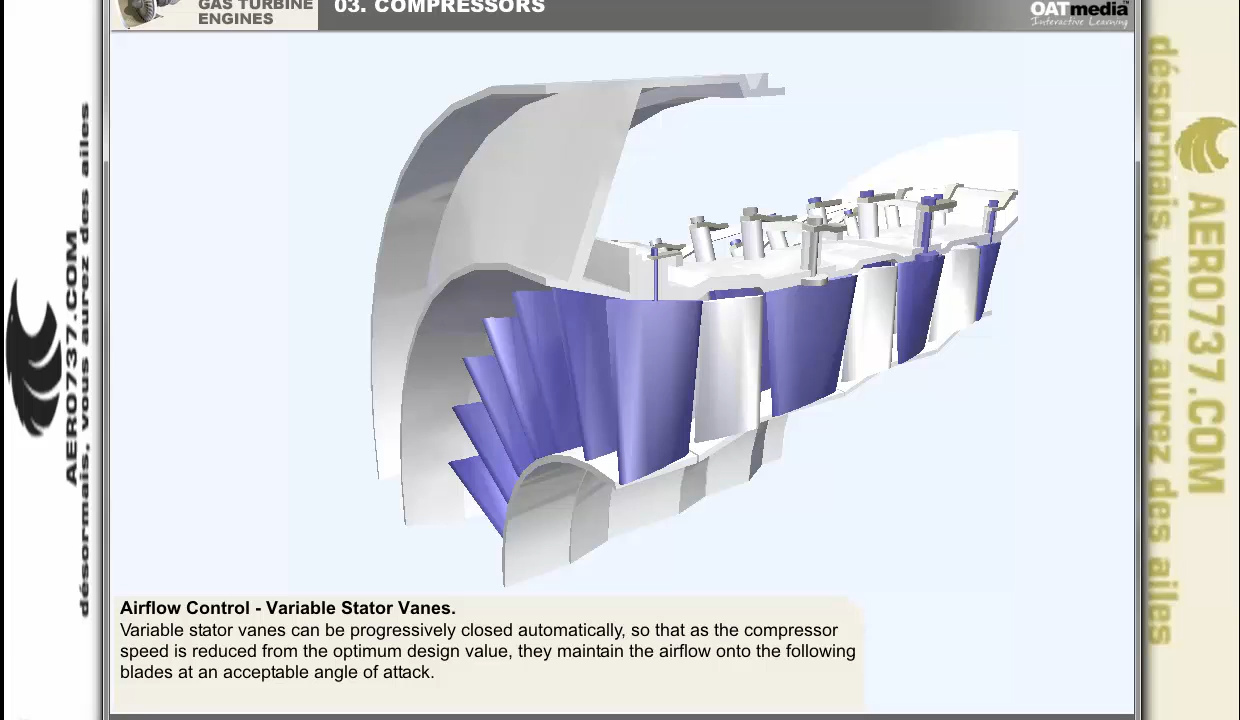 GAS TURBINE
ENGINES
03. COMPRESSORS
OATmedia™
Interactive Learning
Airflow Control - Variable Stator Vanes.
Variable stator vanes can be progressively closed automatically, so that as the compressor
speed is reduced from the optimum design value, they maintain the airflow onto the following
blades at an acceptable angle of attack.
AERO737.COM
désormais, vous aurez des ailes
AERO737.COM
désormais, vous aurez des ailes